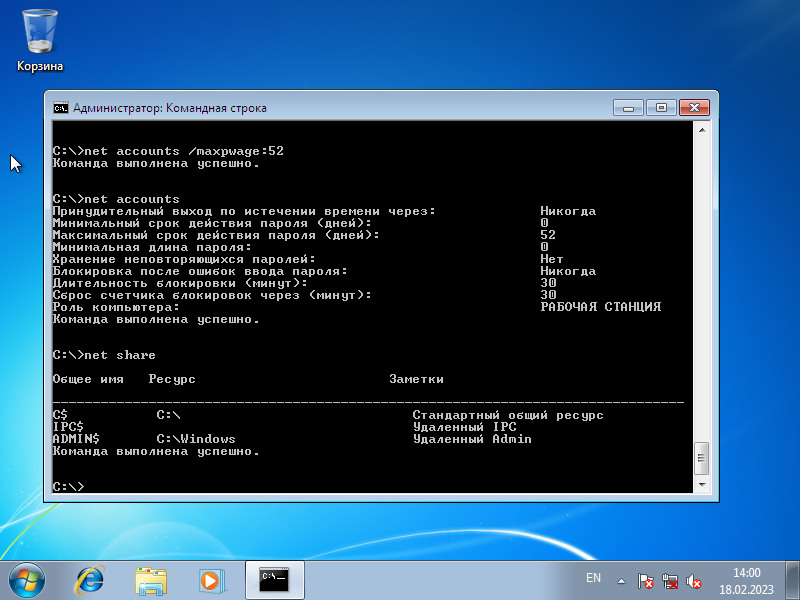 Корзина
Администратор: Командная строка
C:\>net accounts /maxpwage:52
Команда выполнена успешно.
C:\>net accounts
Принудительный выход по истечении времени через: Никогда
Минимальный срок действия пароля (дней): 0
Максимальный срок действия пароля (дней): 52
Минимальная длина пароля: 0
Хранение неповторяющихся паролей: Нет
Блокировка после ошибок ввода пароля: Никогда
Длительность блокировки (минут): 30
Сброс счетчика блокировок через (минут): 30
Роль компьютера: РАБОЧАЯ СТАНЦИЯ
Команда выполнена успешно.
C:\>net share
Общее имя Ресурс Заметки
-------------------------------------------------------------------------------
C$ C:\ Стандартный общий ресурс
IPC$ Удаленный IPC
ADMIN$ C:\Windows Удаленный Admin
Команда выполнена успешно.
C:\>
C:\.
EN
14:00
18.02.2023